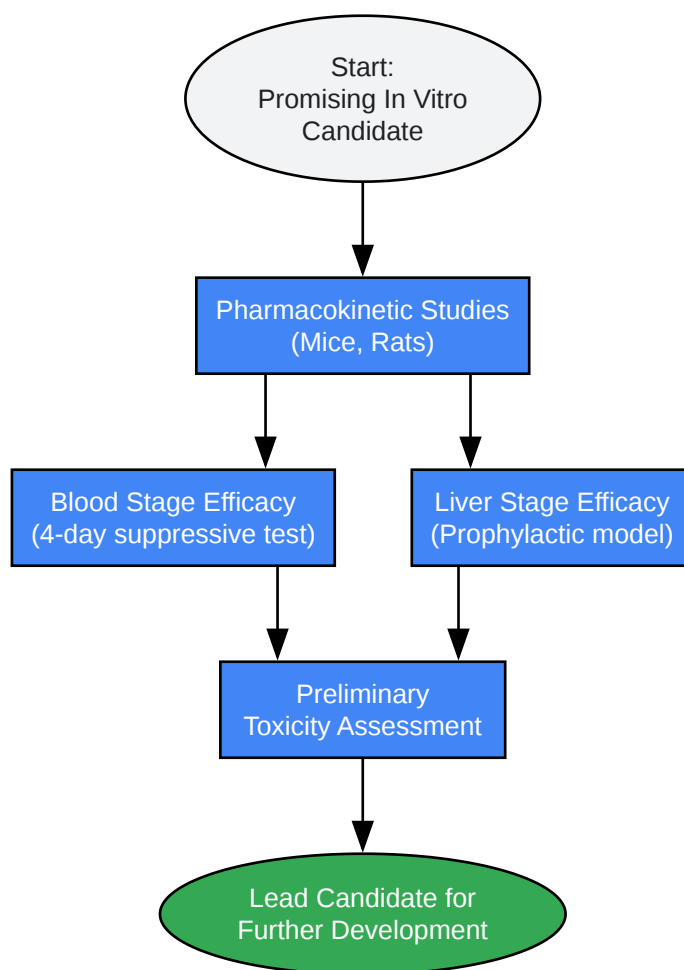 Start:
Promising In Vitro
Candidate
Pharmacokinetic Studies
(Mice, Rats)
Blood Stage Efficacy
(4-day suppressive test)
Liver Stage Efficacy
(Prophylactic model)
Preliminary
Toxicity Assessment
Lead Candidate for
Further Development